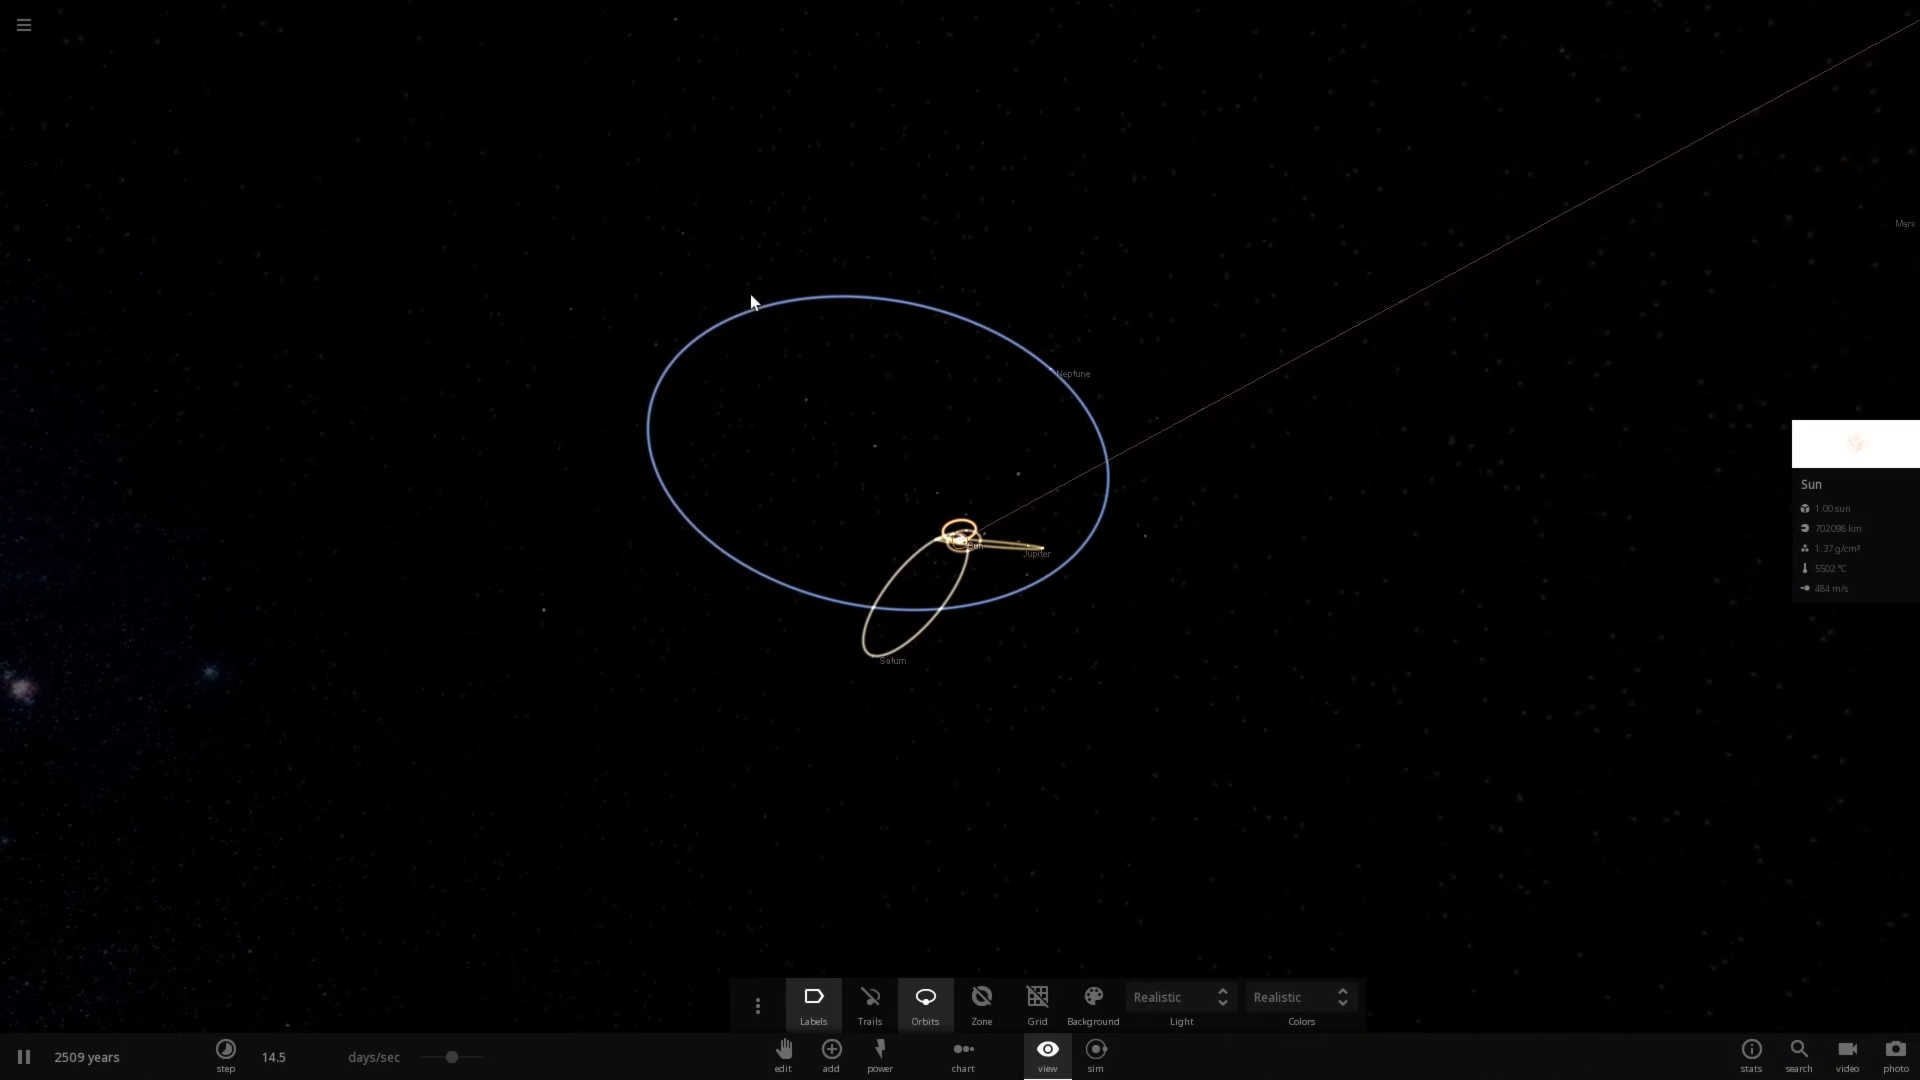 Mars
Neptune
Sun
Jupiter
Saturn
Sun
1.00 sun
702098 km
1.37 g/cm³
5502 °C
484 m/s
Labels
Trails
Orbits
Zone
Grid
Background
Realistic
Light
Realistic
Colors
2509 years
step
14.5
days/sec
edit
add
power
chart
view
sim
stats
search
video
photo